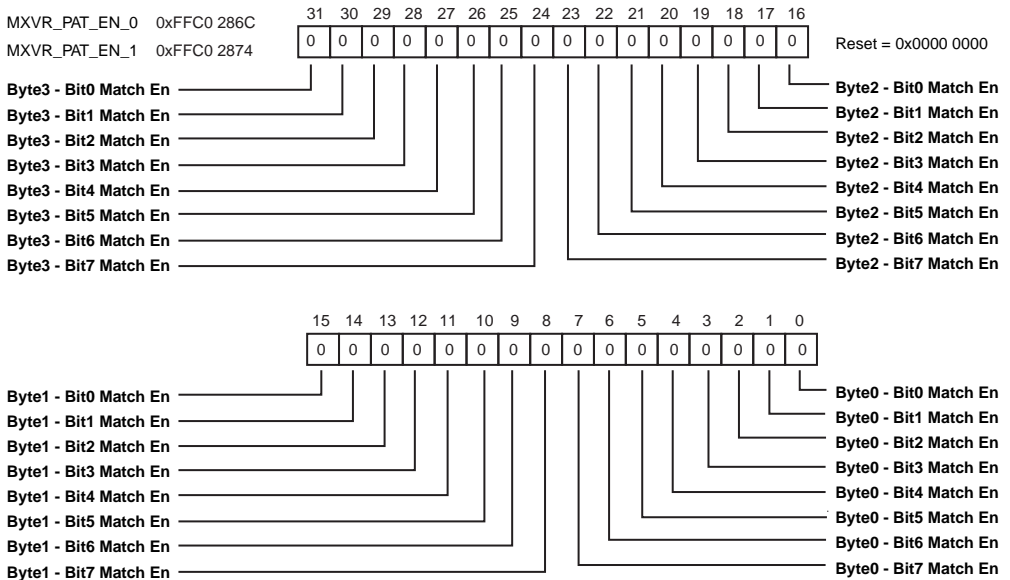 MXVR_PAT_EN_0 0xFFC0 286C
MXVR_PAT_EN_1 0xFFC0 2874
31 30 29 28 27 26 25 24 23 22 21 20 19 18 17 16
0 0 0 0 0 0 0 0 0 0 0 0 0 0 0 0
Reset = 0x0000 0000
Byte3 - Bit0 Match En
Byte3 - Bit1 Match En
Byte3 - Bit2 Match En
Byte3 - Bit3 Match En
Byte3 - Bit4 Match En
Byte3 - Bit5 Match En
Byte3 - Bit6 Match En
Byte3 - Bit7 Match En
Byte2 - Bit0 Match En
Byte2 - Bit1 Match En
Byte2 - Bit2 Match En
Byte2 - Bit3 Match En
Byte2 - Bit4 Match En
Byte2 - Bit5 Match En
Byte2 - Bit6 Match En
Byte2 - Bit7 Match En
15 14 13 12 11 10 9 8 7 6 5 4 3 2 1 0
0 0 0 0 0 0 0 0 0 0 0 0 0 0 0 0
Byte1 - Bit0 Match En
Byte1 - Bit1 Match En
Byte1 - Bit2 Match En
Byte1 - Bit3 Match En
Byte1 - Bit4 Match En
Byte1 - Bit5 Match En
Byte1 - Bit6 Match En
Byte1 - Bit7 Match En
Byte0 - Bit0 Match En
Byte0 - Bit1 Match En
Byte0 - Bit2 Match En
Byte0 - Bit3 Match En
Byte0 - Bit4 Match En
Byte0 - Bit5 Match En
Byte0 - Bit6 Match En
Byte0 - Bit7 Match En